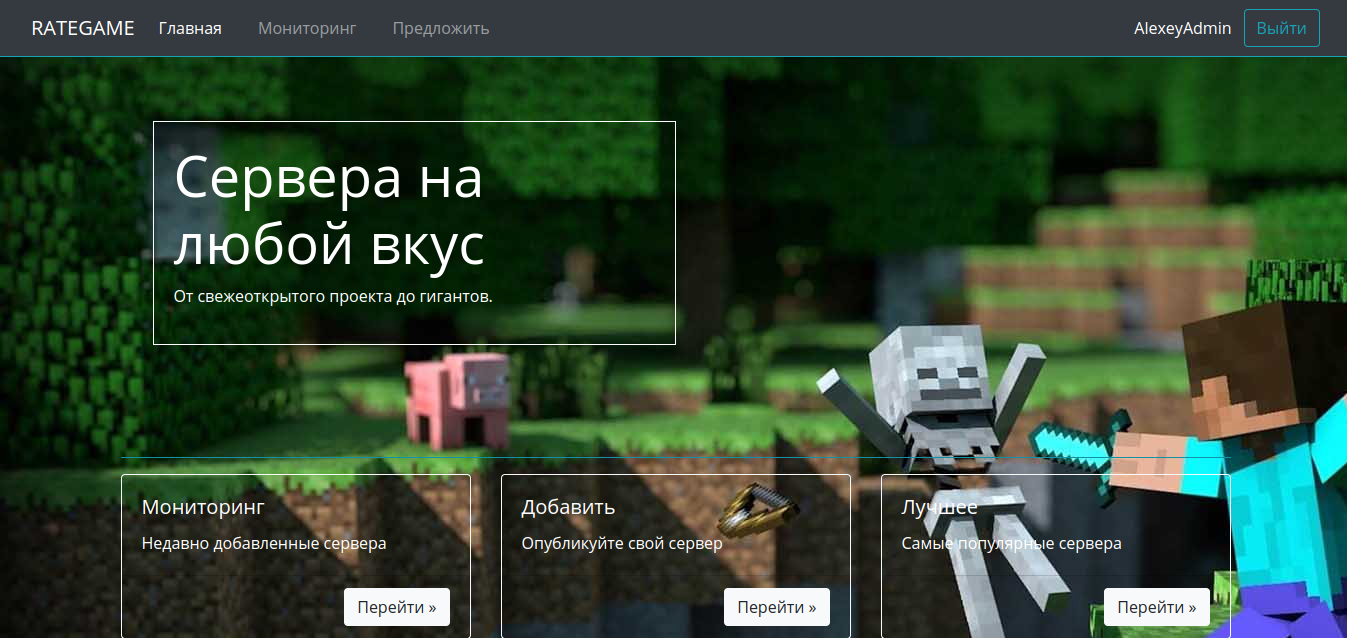 RATEGAME Главная Мониторинг Предложить AlexeyAdmin Выйти
Сервера на
любой вкус
От свежеоткрытого проекта до гигантов.
Мониторинг
Недавно добавленные сервера
Перейти »
Добавить
Опубликуйте свой сервер
Перейти »
Лучшее
Самые популярные сервера
Перейти »